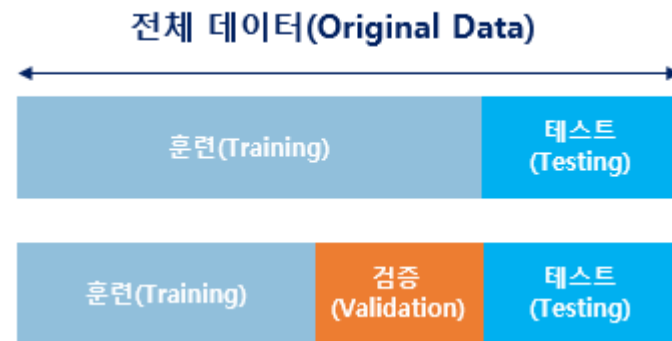 전체 데이터(Original Data)
훈련(Training)
테스트
(Testing)
훈련(Training)
검증
(Validation)
테스트
(Testing)